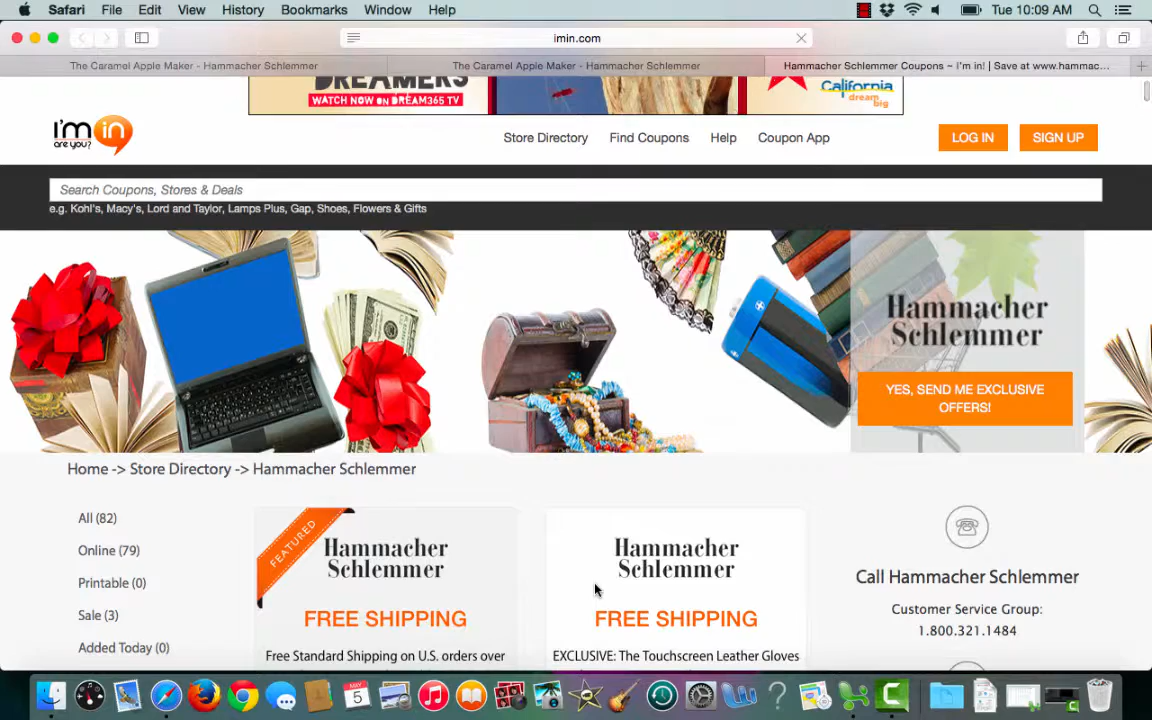 Safari File Edit View History Bookmarks Window Help Tue 10:09 AM
imin.com
The Caramel Apple Maker - Hammacher Schlemmer
The Caramel Apple Maker - Hammacher Schlemmer
Hammacher Schlemmer Coupons ~ I'm in! | Save at www.hammac...
DREAMERS
WATCH NOW ON DREAM365 TV
California
dream
big
I'm in
are you?
Store Directory
Find Coupons
Help
Coupon App
LOG IN
SIGN UP
Search Coupons, Stores & Deals
e.g. Kohl's, Macy's, Lord and Taylor, Lamps Plus, Gap, Shoes, Flowers & Gifts
Hammacher
Schlemmer
YES, SEND ME EXCLUSIVE
OFFERS!
Home -> Store Directory -> Hammacher Schlemmer
All (82)
Online (79)
Printable (0)
Sale (3)
Added Today (0)
FEATURED
Hammacher
Schlemmer
FREE SHIPPING
Free Standard Shipping on U.S. orders over
Hammacher
Schlemmer
FREE SHIPPING
EXCLUSIVE: The Touchscreen Leather Gloves
Call Hammacher Schlemmer
Customer Service Group:
1.800.321.1484
MAY
5